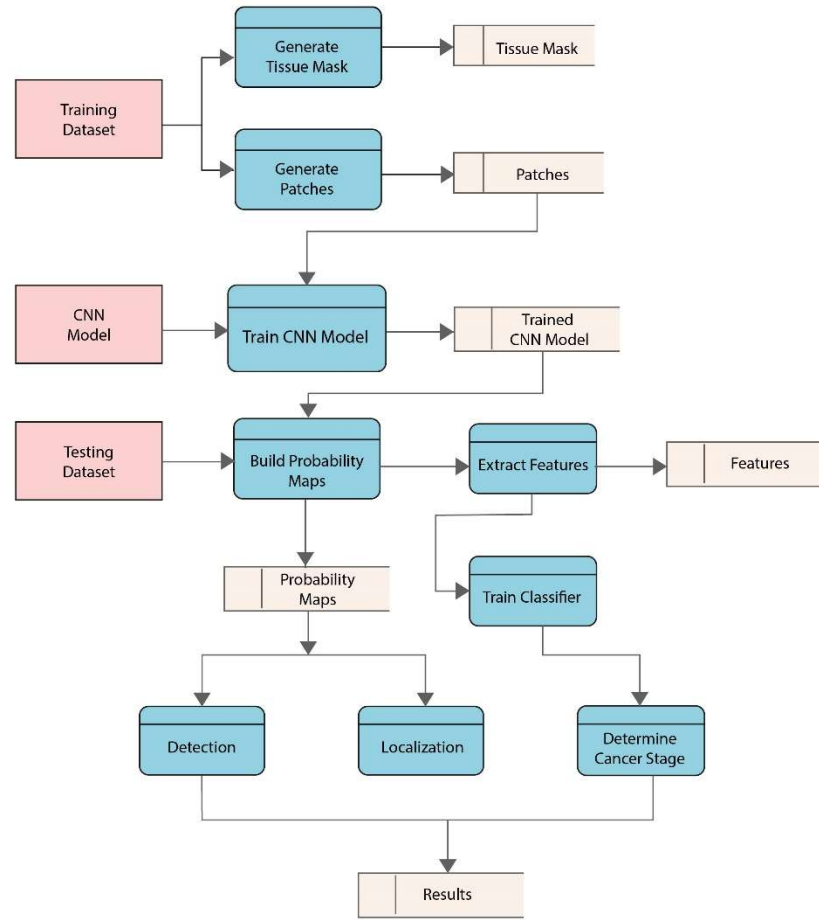 Generate
Tissue Mask
Tissue Mask
Training
Dataset
Generate
Patches
Patches
CNN
Model
Train CNN Model
Trained
CNN Model
Testing
Dataset
Build Probability
Maps
Extract Features
Features
Probability
Maps
Train Classifier
Detection
Localization
Determine
Cancer Stage
Results